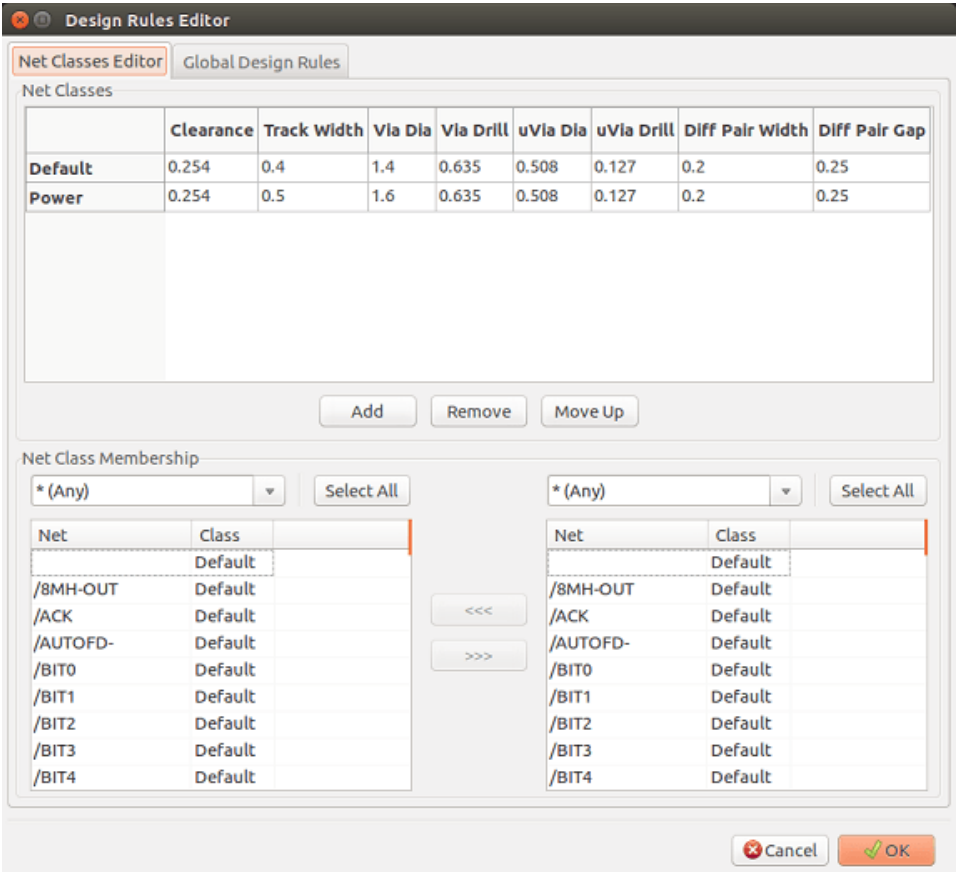 Design Rules Editor
Net Classes Editor Global Design Rules
Net Classes
Clearance Track Width Via Dia Via Drill uVia Dia uVia Drill Diff Pair Width Diff Pair Gap
Default 0.254 0.4 1.4 0.635 0.508 0.127 0.2 0.25
Power 0.254 0.5 1.6 0.635 0.508 0.127 0.2 0.25
Add Remove Move Up
Net Class Membership
* (Any) Select All * (Any) Select All
Net Class Net Class
Default Default
/8MH-OUT Default /8MH-OUT Default
/ACK Default <<< /ACK Default
/AUTOFD- Default /AUTOFD- Default
/BIT0 Default >>> /BIT0 Default
/BIT1 Default /BIT1 Default
/BIT2 Default /BIT2 Default
/BIT3 Default /BIT3 Default
/BIT4 Default /BIT4 Default
Cancel OK